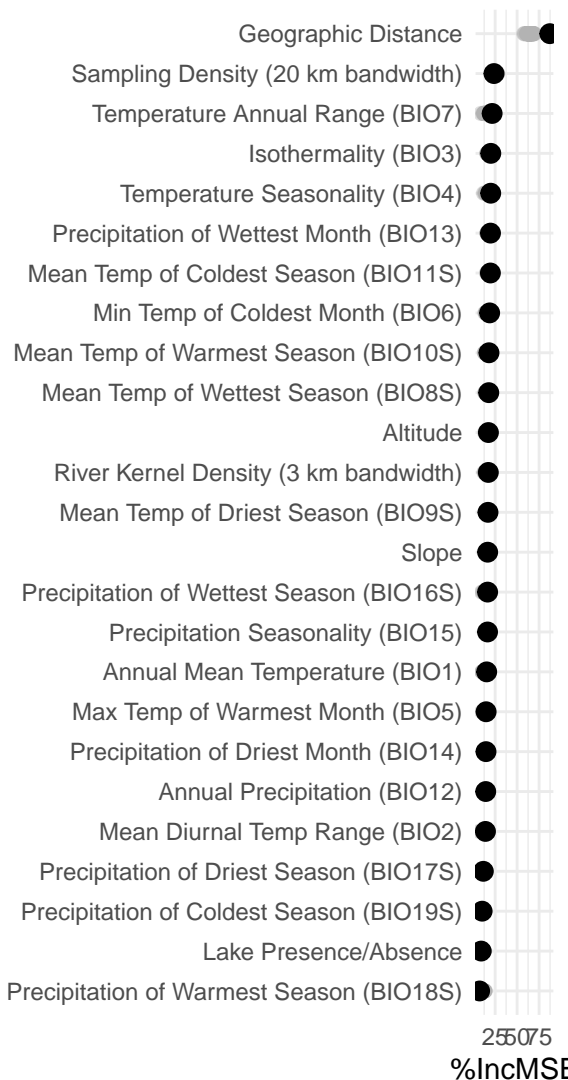 Geographic Distance
Sampling Density (20 km bandwidth)
Temperature Annual Range (BIO7)
Isothermality (BIO3)
Temperature Seasonality (BIO4)
Precipitation of Wettest Month (BIO13)
Mean Temp of Coldest Season (BIO11S)
Min Temp of Coldest Month (BIO6)
Mean Temp of Warmest Season (BIO10S)
Mean Temp of Wettest Season (BIO8S)
Altitude
River Kernel Density (3 km bandwidth)
Mean Temp of Driest Season (BIO9S)
Slope
Precipitation of Wettest Season (BIO16S)
Precipitation Seasonality (BIO15)
Annual Mean Temperature (BIO1)
Max Temp of Warmest Month (BIO5)
Precipitation of Driest Month (BIO14)
Annual Precipitation (BIO12)
Mean Diurnal Temp Range (BIO2)
Precipitation of Driest Season (BIO17S)
Precipitation of Coldest Season (BIO19S)
Lake Presence/Absence
Precipitation of Warmest Season (BIO18S)
25 50 75
%IncMSE